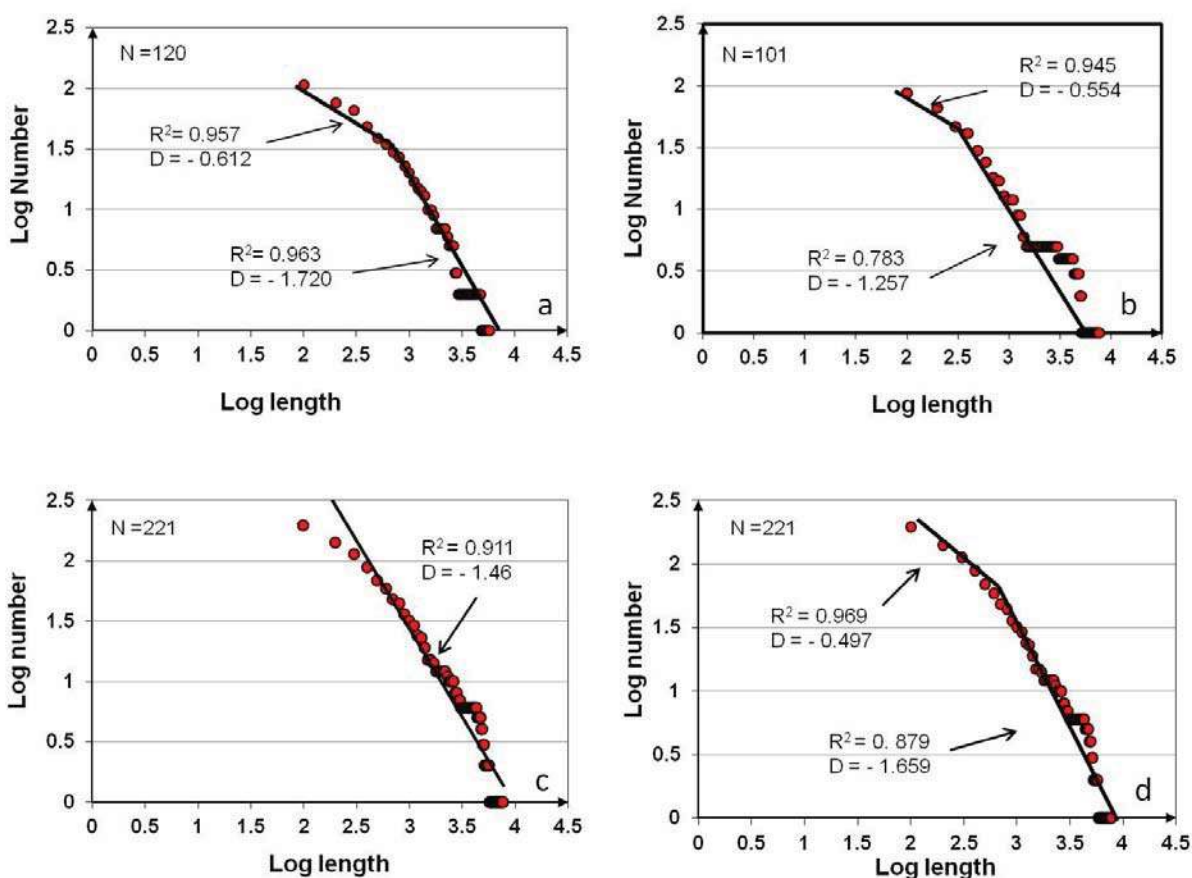 2.5
N =120
2
R² = 0.957
D = - 0.612
1.5
Log Number
1
R² = 0.963
D = - 1.720
0.5
a
0
0 0.5 1 1.5 2 2.5 3 3.5 4 4.5
Log length
2.5
N =101
R² = 0.945
D = - 0.554
2
1.5
Log Number
1
R² = 0.783
D = - 1.257
0.5
b
0
0 0.5 1 1.5 2 2.5 3 3.5 4 4.5
Log length
2.5
N =221
R² = 0.911
D = - 1.46
2
1.5
Log number
1
0.5
c
0
0 0.5 1 1.5 2 2.5 3 3.5 4 4.5
Log length
2.5
N =221
2
R² = 0.969
D = - 0.497
1.5
Log number
1
R² = 0. 879
D = - 1.659
0.5
d
0
0 0.5 1 1.5 2 2.5 3 3.5 4 4.5
Log length